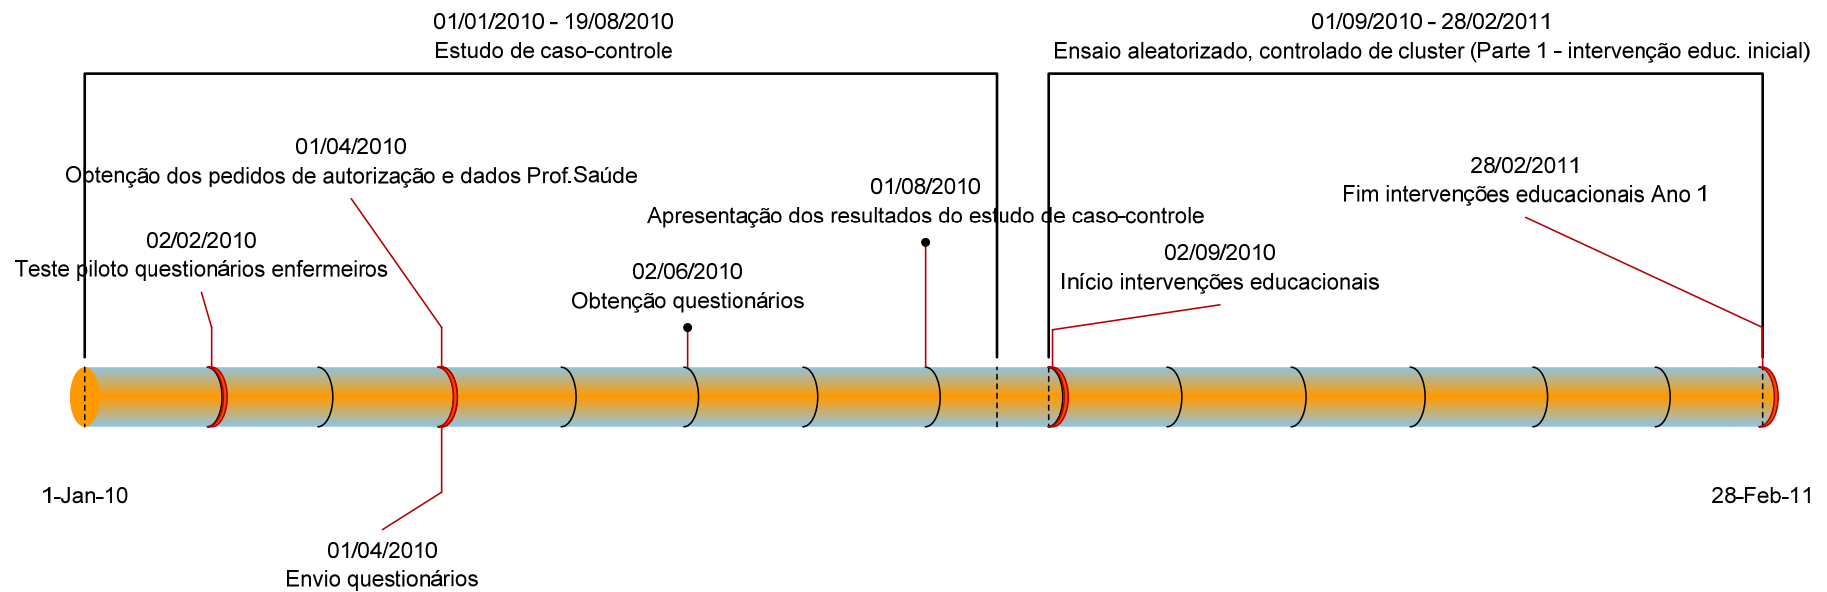 01/01/2010 - 19/08/2010
Estudo de caso-controle
01/09/2010 - 28/02/2011
Ensaio aleatorizado, controlado de cluster (Parte 1 - intervenção educ. inicial)
01/04/2010
Obtenção dos pedidos de autorização e dados Prof.Saúde
28/02/2011
Fim intervenções educacionais Ano 1
01/08/2010
Apresentação dos resultados do estudo de caso-controle
02/02/2010
Teste piloto questionários enfermeiros
02/06/2010
Obtenção questionários
02/09/2010
Início intervenções educacionais
1-Jan-10
28-Feb-11
01/04/2010
Envio questionários